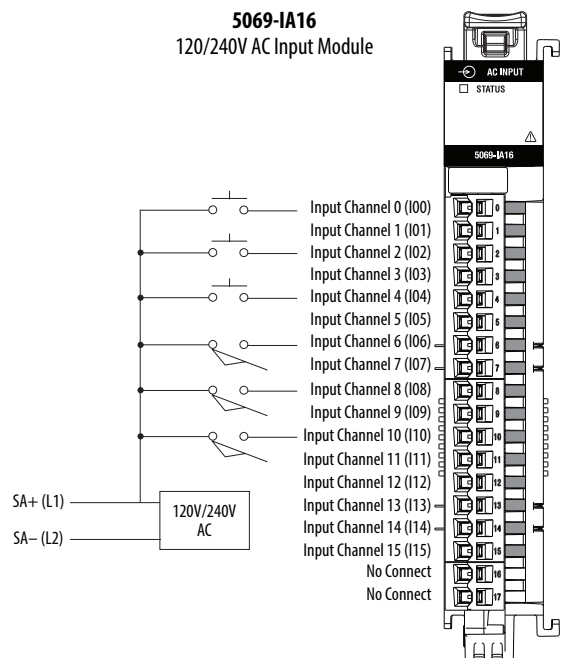 5069-IA16
120/240V AC Input Module
AC INPUT
STATUS
5069-IA16
Input Channel 0 (I00)
0
Input Channel 1 (I01)
1
Input Channel 2 (I02)
2
Input Channel 3 (I03)
3
Input Channel 4 (I04)
4
Input Channel 5 (I05)
5
Input Channel 6 (I06)
6
Input Channel 7 (I07)
7
Input Channel 8 (I08)
8
Input Channel 9 (I09)
9
Input Channel 10 (I10)
10
Input Channel 11 (I11)
11
Input Channel 12 (I12)
12
Input Channel 13 (I13)
13
Input Channel 14 (I14)
14
Input Channel 15 (I15)
15
No Connect
16
No Connect
17
SA+ (L1)
SA– (L2)
120V/240V
AC